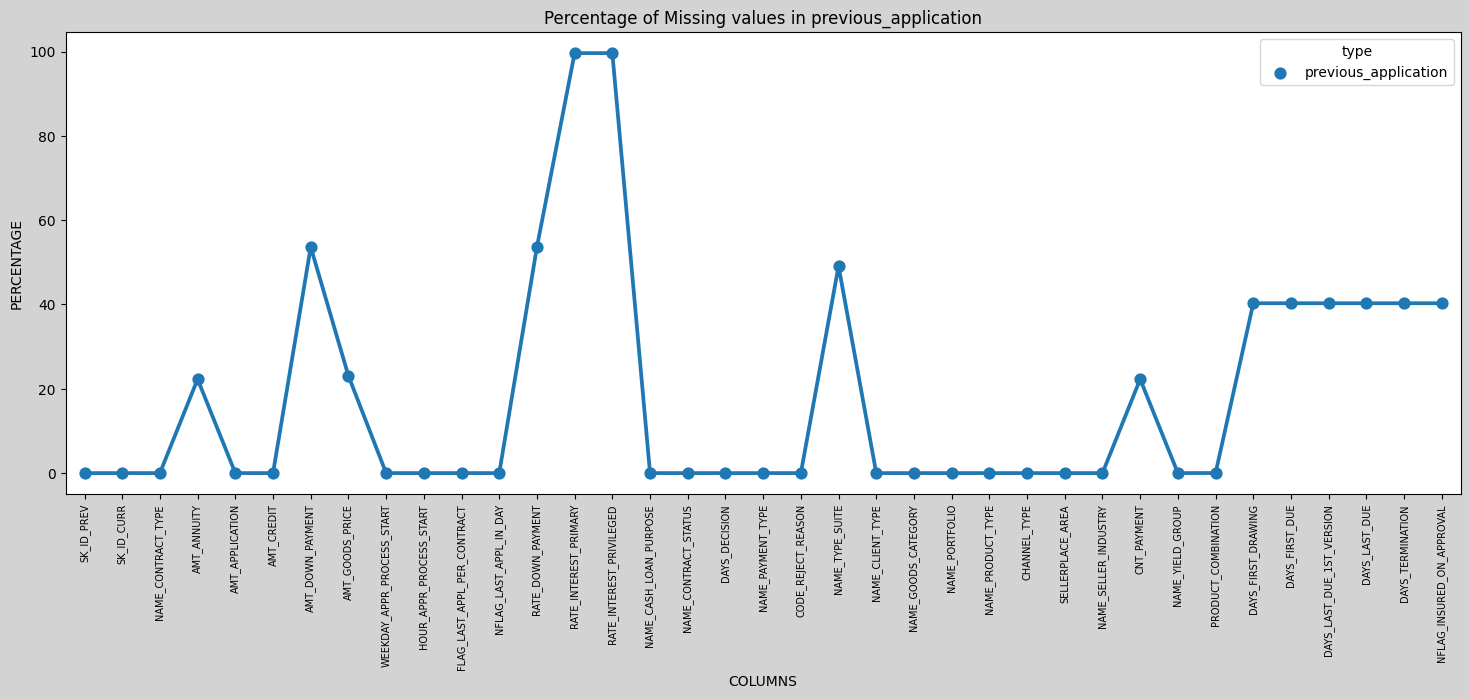 Percentage of Missing values in previous_application
type
previous_application
PERCENTAGE
100
80
60
40
20
0
SK_ID_PREV
SK_ID_CURR
NAME_CONTRACT_TYPE
AMT_ANNUITY
AMT_APPLICATION
AMT_CREDIT
AMT_DOWN_PAYMENT
AMT_GOODS_PRICE
WEEKDAY_APPR_PROCESS_START
HOUR_APPR_PROCESS_START
FLAG_LAST_APPL_PER_CONTRACT
NFLAG_LAST_APPL_IN_DAY
RATE_DOWN_PAYMENT
RATE_INTEREST_PRIMARY
RATE_INTEREST_PRIVILEGED
NAME_CASH_LOAN_PURPOSE
NAME_CONTRACT_STATUS
DAYS_DECISION
NAME_PAYMENT_TYPE
CODE_REJECT_REASON
NAME_TYPE_SUITE
NAME_CLIENT_TYPE
NAME_GOODS_CATEGORY
NAME_PORTFOLIO
NAME_PRODUCT_TYPE
CHANNEL_TYPE
SELLERPLACE_AREA
NAME_SELLER_INDUSTRY
CNT_PAYMENT
NAME_YIELD_GROUP
PRODUCT_COMBINATION
DAYS_FIRST_DRAWING
DAYS_FIRST_DUE
DAYS_LAST_DUE_1ST_VERSION
DAYS_LAST_DUE
DAYS_TERMINATION
NFLAG_INSURED_ON_APPROVAL
COLUMNS